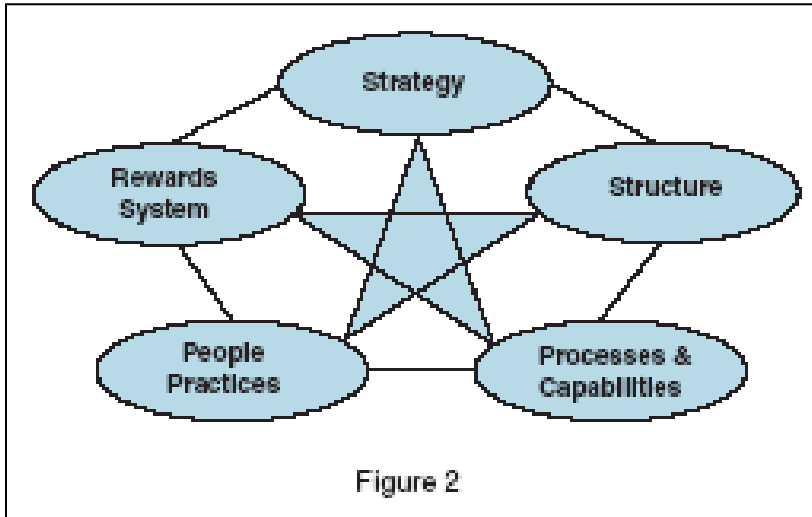 Strategy
Rewards
System
Structure
People
Practices
Processes &
Capabilities
Figure 2